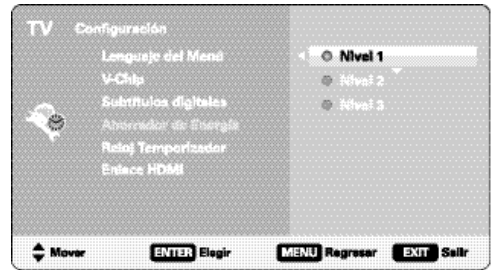 TV Configuración
Lenguaje del Menú
V-Chip
Subtítulos digitales
Ahorrador de Energía
Reloj Temporizador
Enlace HDMI
Nivel 1
Nivel 2
Nivel 3
Mover ENTER Elegir MENU Regresar EXIT Salir